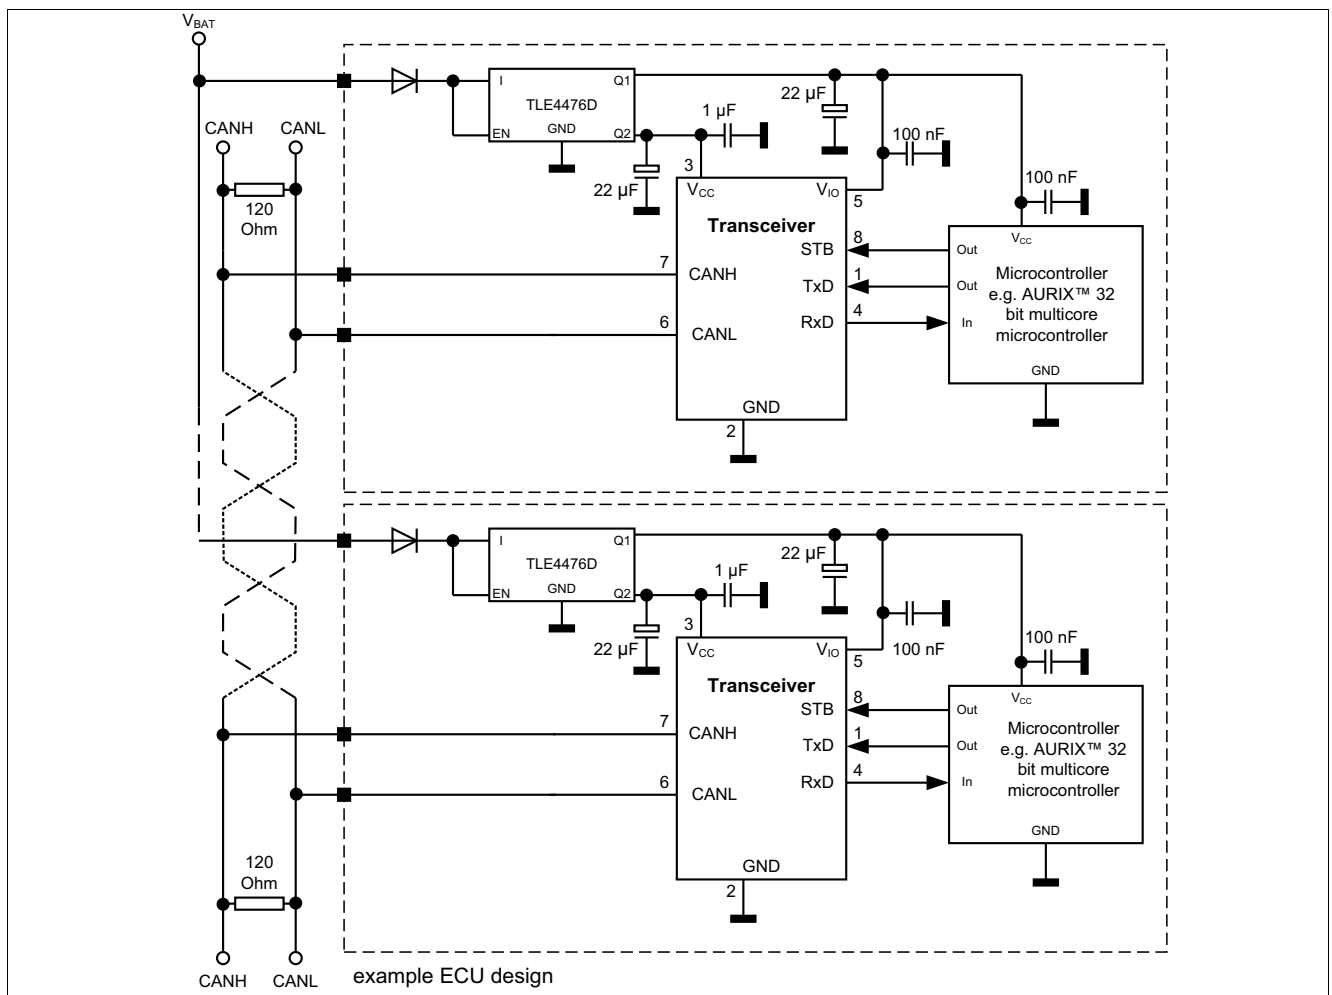 VBAT
CANH
CANL
120
Ohm
I
Q1
TLE4476D
EN
GND
Q2
22 µF
1 µF
22 µF
100 nF
100 nF
3
VCC
VIO
5
Transceiver
STB
8
TxD
1
RxD
4
7
CANH
6
CANL
GND
2
VCC
Out
Out
In
Microcontroller
e.g. AURIX™ 32
bit multicore
microcontroller
GND
I
Q1
TLE4476D
EN
GND
Q2
22 µF
1 µF
22 µF
100 nF
100 nF
3
VCC
VIO
5
Transceiver
STB
8
TxD
1
RxD
4
7
CANH
6
CANL
GND
2
VCC
Out
Out
In
Microcontroller
e.g. AURIX™ 32
bit multicore
microcontroller
GND
120
Ohm
CANH
CANL
example ECU design